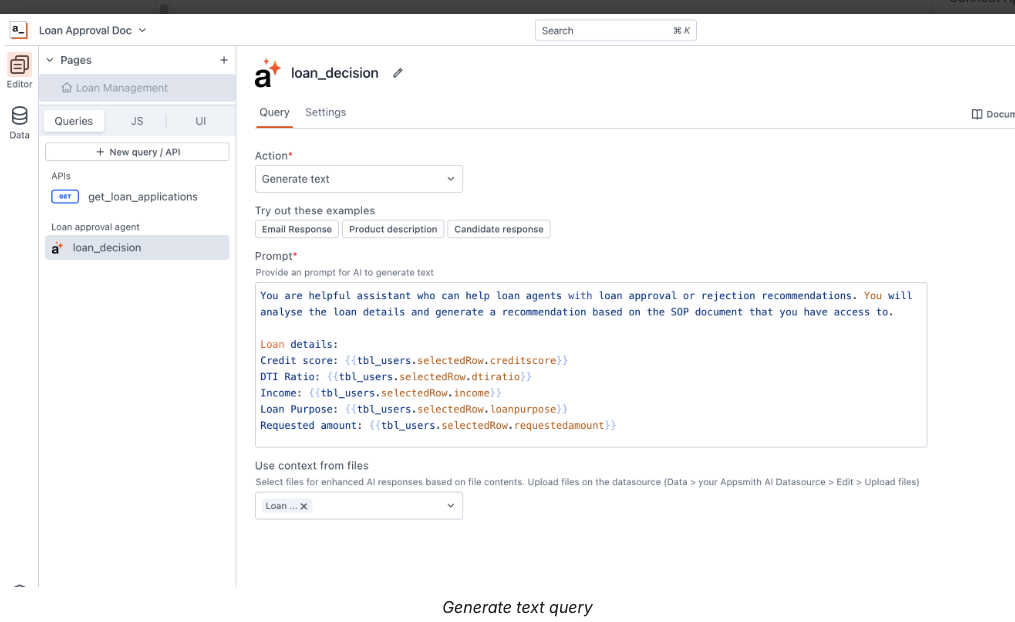 Loan Approval Doc
Search
⌘ K
Editor
Data
Pages
Loan Management
Queries
JS
UI
+ New query / API
APIs
GET
get_loan_applications
Loan approval agent
loan_decision
loan_decision
Query
Settings
Docum
Action*
Generate text
Try out these examples
Email Response
Product description
Candidate response
Prompt*
Provide an prompt for AI to generate text
You are helpful assistant who can help loan agents with loan approval or rejection recommendations. You will
analyse the loan details and generate a recommendation based on the SOP document that you have access to.
Loan details:
Credit score: {{tbl_users.selectedRow.creditscore}}
DTI Ratio: {{tbl_users.selectedRow.dtiratio}}
Income: {{tbl_users.selectedRow.income}}
Loan Purpose: {{tbl_users.selectedRow.loanpurpose}}
Requested amount: {{tbl_users.selectedRow.requestedamount}}
Use context from files
Select files for enhanced AI responses based on file contents. Upload files on the datasource (Data > your Appsmith AI Datasource > Edit > Upload files)
Loan ...
Generate text query